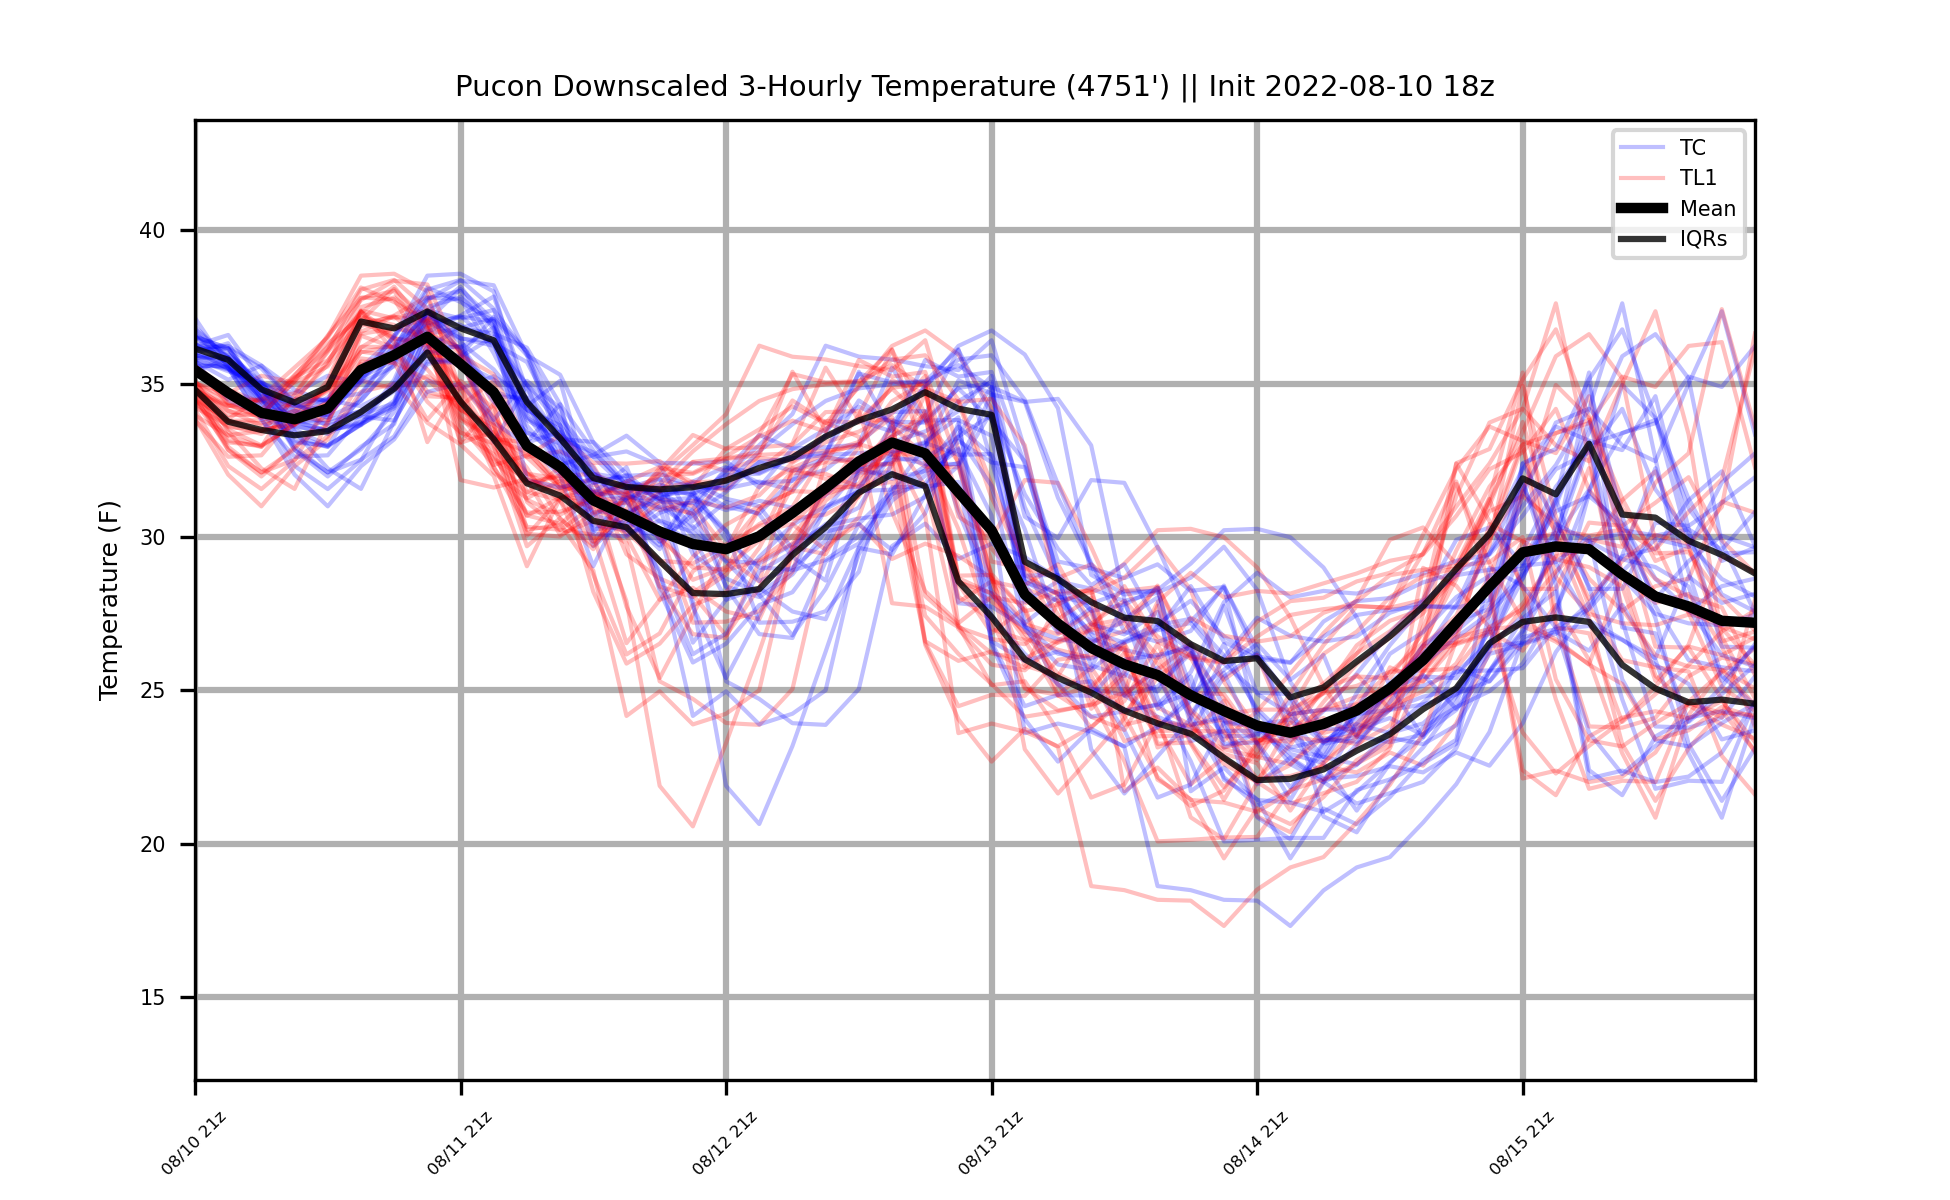 Pucon Downscaled 3-Hourly Temperature (4751') || Init 2022-08-10 18z
TC
TL1
Mean
IQRs
Temperature (F)
40
35
30
25
20
15
08/10 21z
08/11 21z
08/12 21z
08/13 21z
08/14 21z
08/15 21z